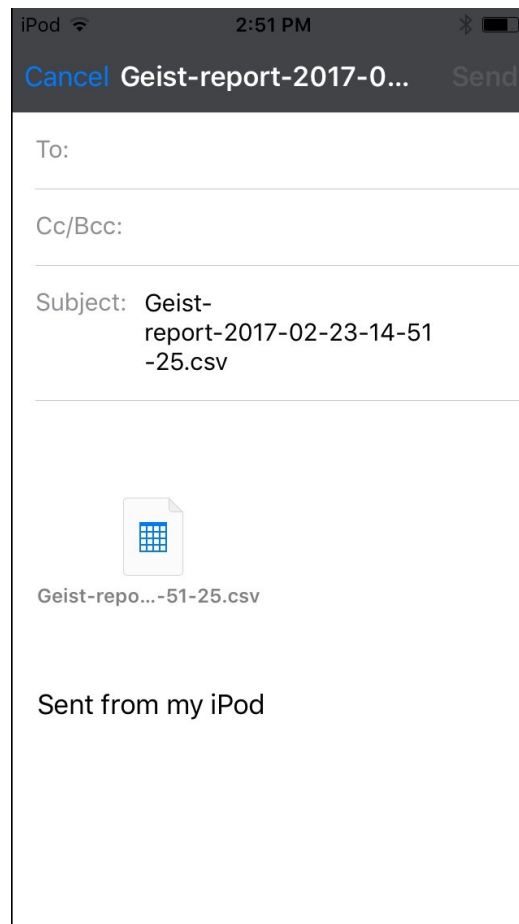 iPod 2:51 PM
Cancel Geist-report-2017-0... Send
To:
Cc/Bcc:
Subject: Geist-
report-2017-02-23-14-51
-25.csv
Geist-repo...-51-25.csv
Sent from my iPod